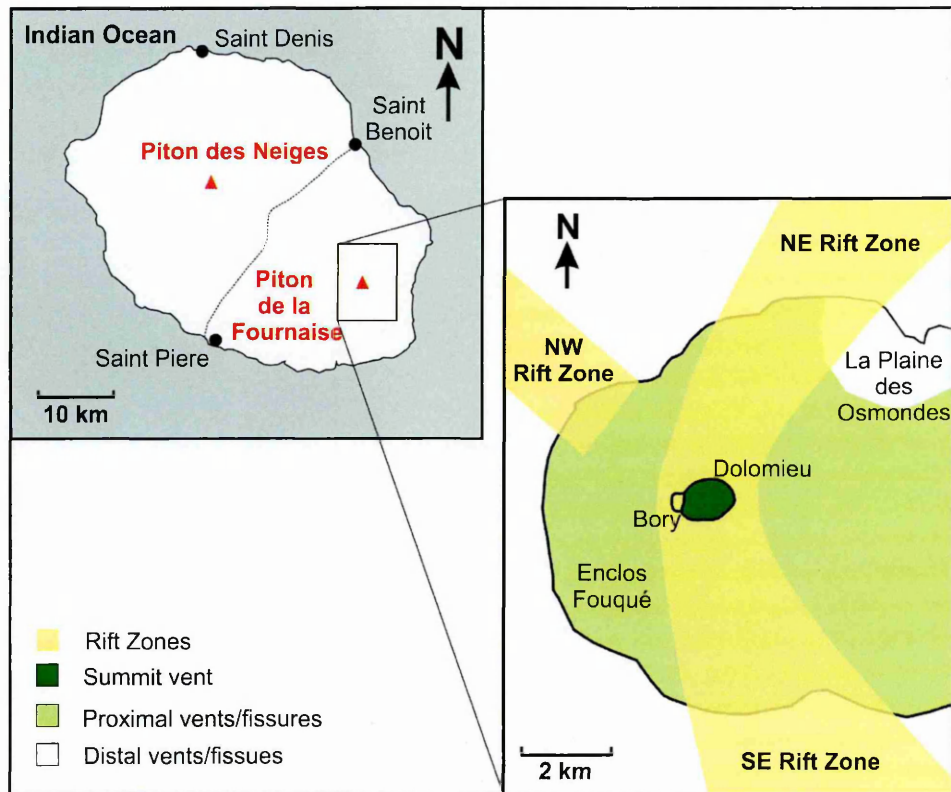 Indian Ocean
Saint Denis
N
Saint
Benoit
Piton des Neiges
Piton
de la
Fournaise
Saint Piere
10 km
N
NE Rift Zone
NW
Rift Zone
La Plaine
des
Osmondes
Dolomieu
Bory
Enclos
Fouqué
SE Rift Zone
2 km
Rift Zones
Summit vent
Proximal vents/fissures
Distal vents/fissues